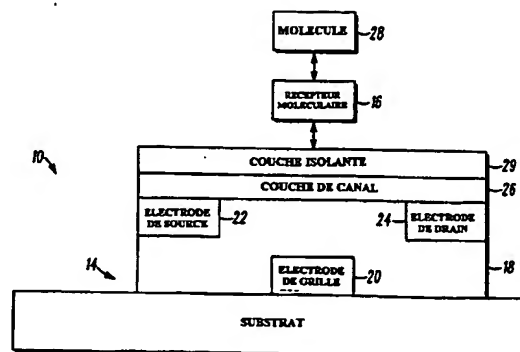 MOLECULE
28
RECEPTEUR
MOLECULAIRE
16
10
COUCHE ISOLANTE
29
COUCHE DE CANAL
26
ELECTRODE
DE SOURCE
22
24
ELECTRODE
DE DRAIN
14
18
ELECTRODE
DE GRILLE
20
SUBSTRAT